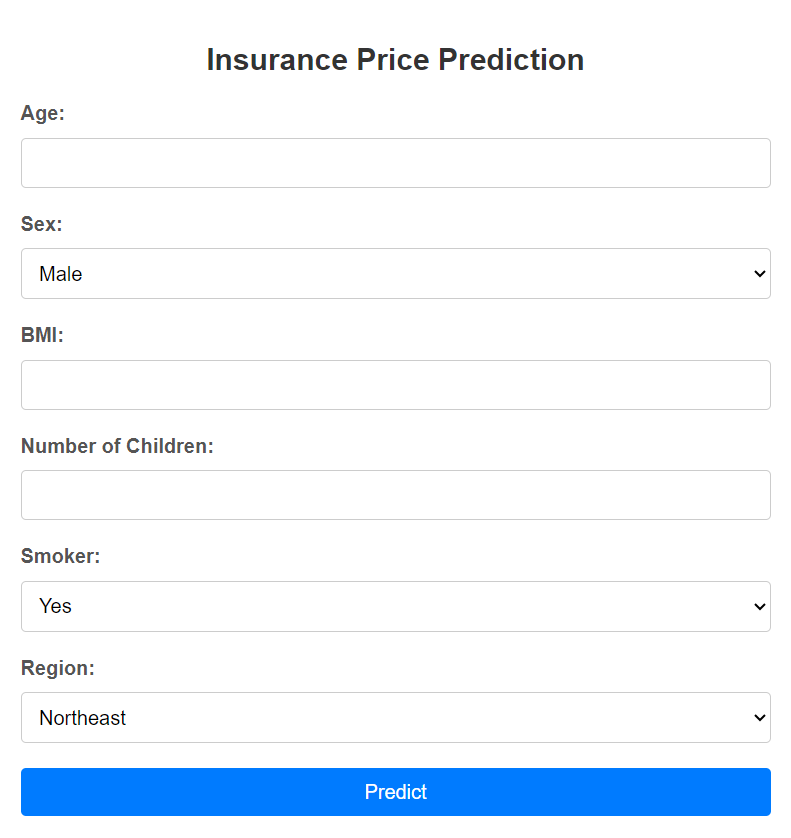 Insurance Price Prediction
Age:
Sex:
Male
BMI:
Number of Children:
Smoker:
Yes
Region:
Northeast
Predict